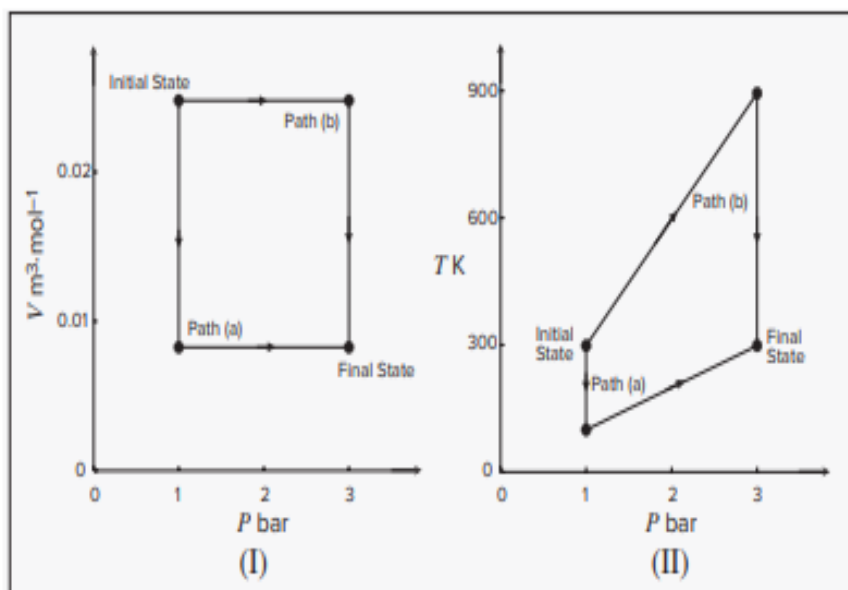 Initial State
Path (b)
0.02
V m³·mol⁻¹
0.01
Path (a)
Final State
0
0
1
2
3
P bar
(I)
900
600
Path (b)
T K
300
Initial
State
Path (a)
Final
State
0
0
1
2
3
P bar
(II)